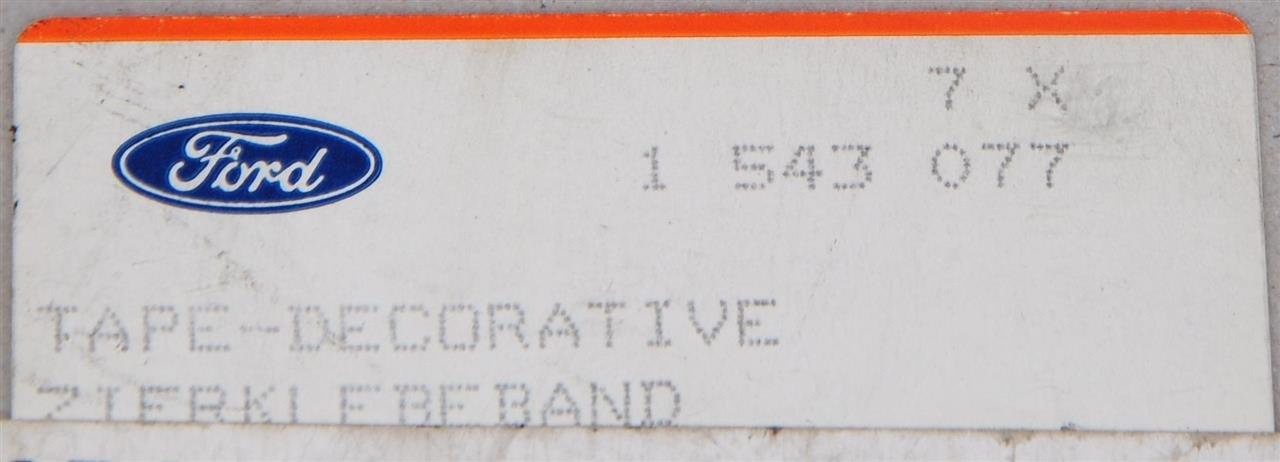 7 X
Ford
1 543 077
TAPE-DECORATIVE
ZIERKLEBEBAND